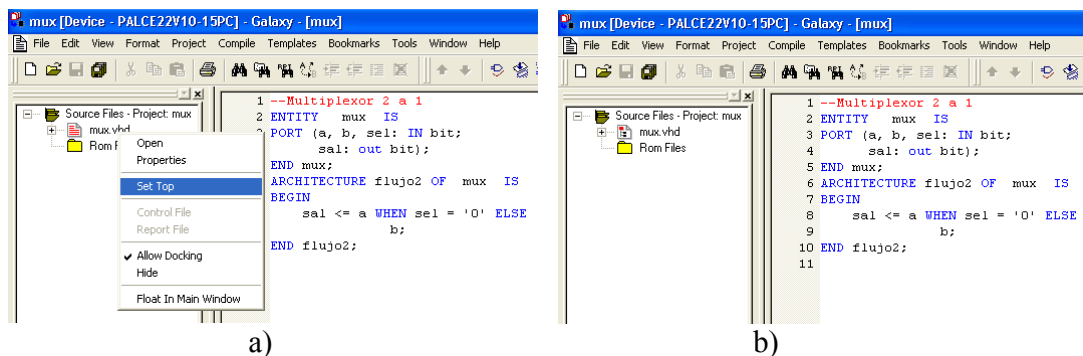 mux [Device - PALCE22V10-15PC] - Galaxy - [mux]
File Edit View Format Project Compile Templates Bookmarks Tools Window Help
Source Files - Project: mux
mux.vhd
Rom F
Open
Properties
Set Top
Control File
Report File
Allow Docking
Hide
Float In Main Window
1 --Multiplexor 2 a 1
2 ENTITY mux IS
PORT (a, b, sel: IN bit;
sal: out bit);
END mux;
ARCHITECTURE flujo2 OF mux IS
BEGIN
sal <= a WHEN sel = '0' ELSE
b;
END flujo2;
a)
mux [Device - PALCE22V10-15PC] - Galaxy - [mux]
File Edit View Format Project Compile Templates Bookmarks Tools Window Help
Source Files - Project: mux
mux.vhd
Rom Files
1 --Multiplexor 2 a 1
2 ENTITY mux IS
3 PORT (a, b, sel: IN bit;
4 sal: out bit);
5 END mux;
6 ARCHITECTURE flujo2 OF mux IS
7 BEGIN
8 sal <= a WHEN sel = '0' ELSE
9 b;
10 END flujo2;
11
b)